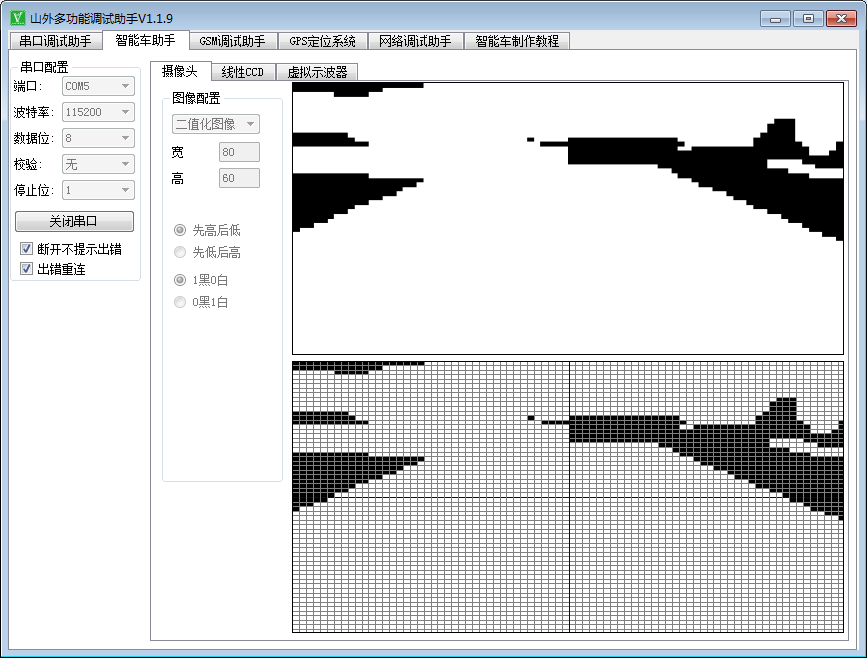 山外多功能调试助手V1.1.9
串口调试助手 智能车助手 GSM调试助手 GPS定位系统 网络调试助手 智能车制作教程
串口配置
端口: COM5
波特率: 115200
数据位: 8
校验: 无
停止位: 1
关闭串口
断开不提示出错
出错重连
摄像头 线性CCD 虚拟示波器
图像配置
二值化图像
宽 80
高 60
先高后低
先低后高
1黑0白
0黑1白